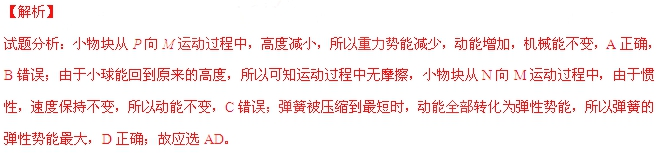 【解析】
试题分析：小物块从 P 向 M 运动过程中，高度减小，所以重力势能减少，动能增加，机械能不变，A 正确，
B 错误；由于小球能回到原来的高度，所以可知运动过程中无摩擦，小物块从 N 向 M 运动过程中，由于惯
性，速度保持不变，所以动能不变，C 错误；弹簧被压缩到最短时，动能全部转化为弹性势能，所以弹簧的
弹性势能最大，D 正确；故应选 AD。